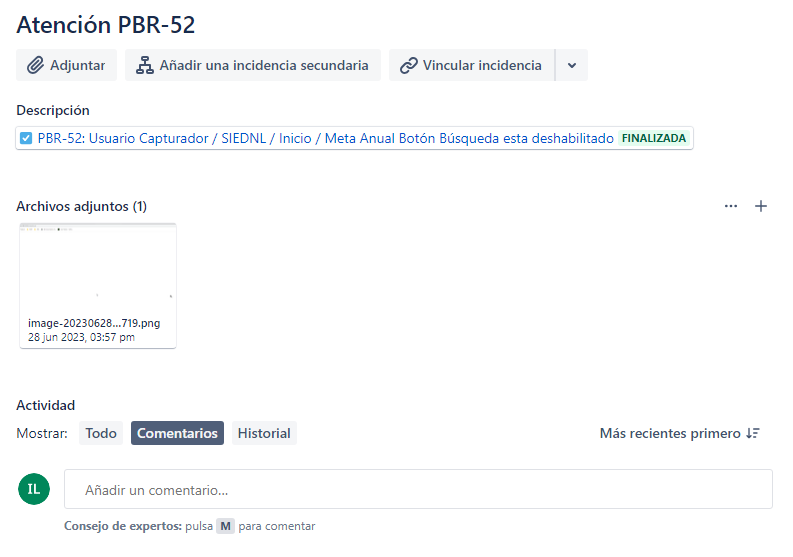 Atención PBR-52
Adjuntar Añadir una incidencia secundaria Vincular incidencia
Descripción
PBR-52: Usuario Capturador / SIEDNL / Inicio / Meta Anual Botón Búsqueda esta deshabilitado FINALIZADA
Archivos adjuntos (1)
image-20230628...719.png
28 jun 2023, 03:57 pm
Actividad
Mostrar: Todo Comentarios Historial Más recientes primero
IL Añadir un comentario...
Consejo de expertos: pulsa M para comentar